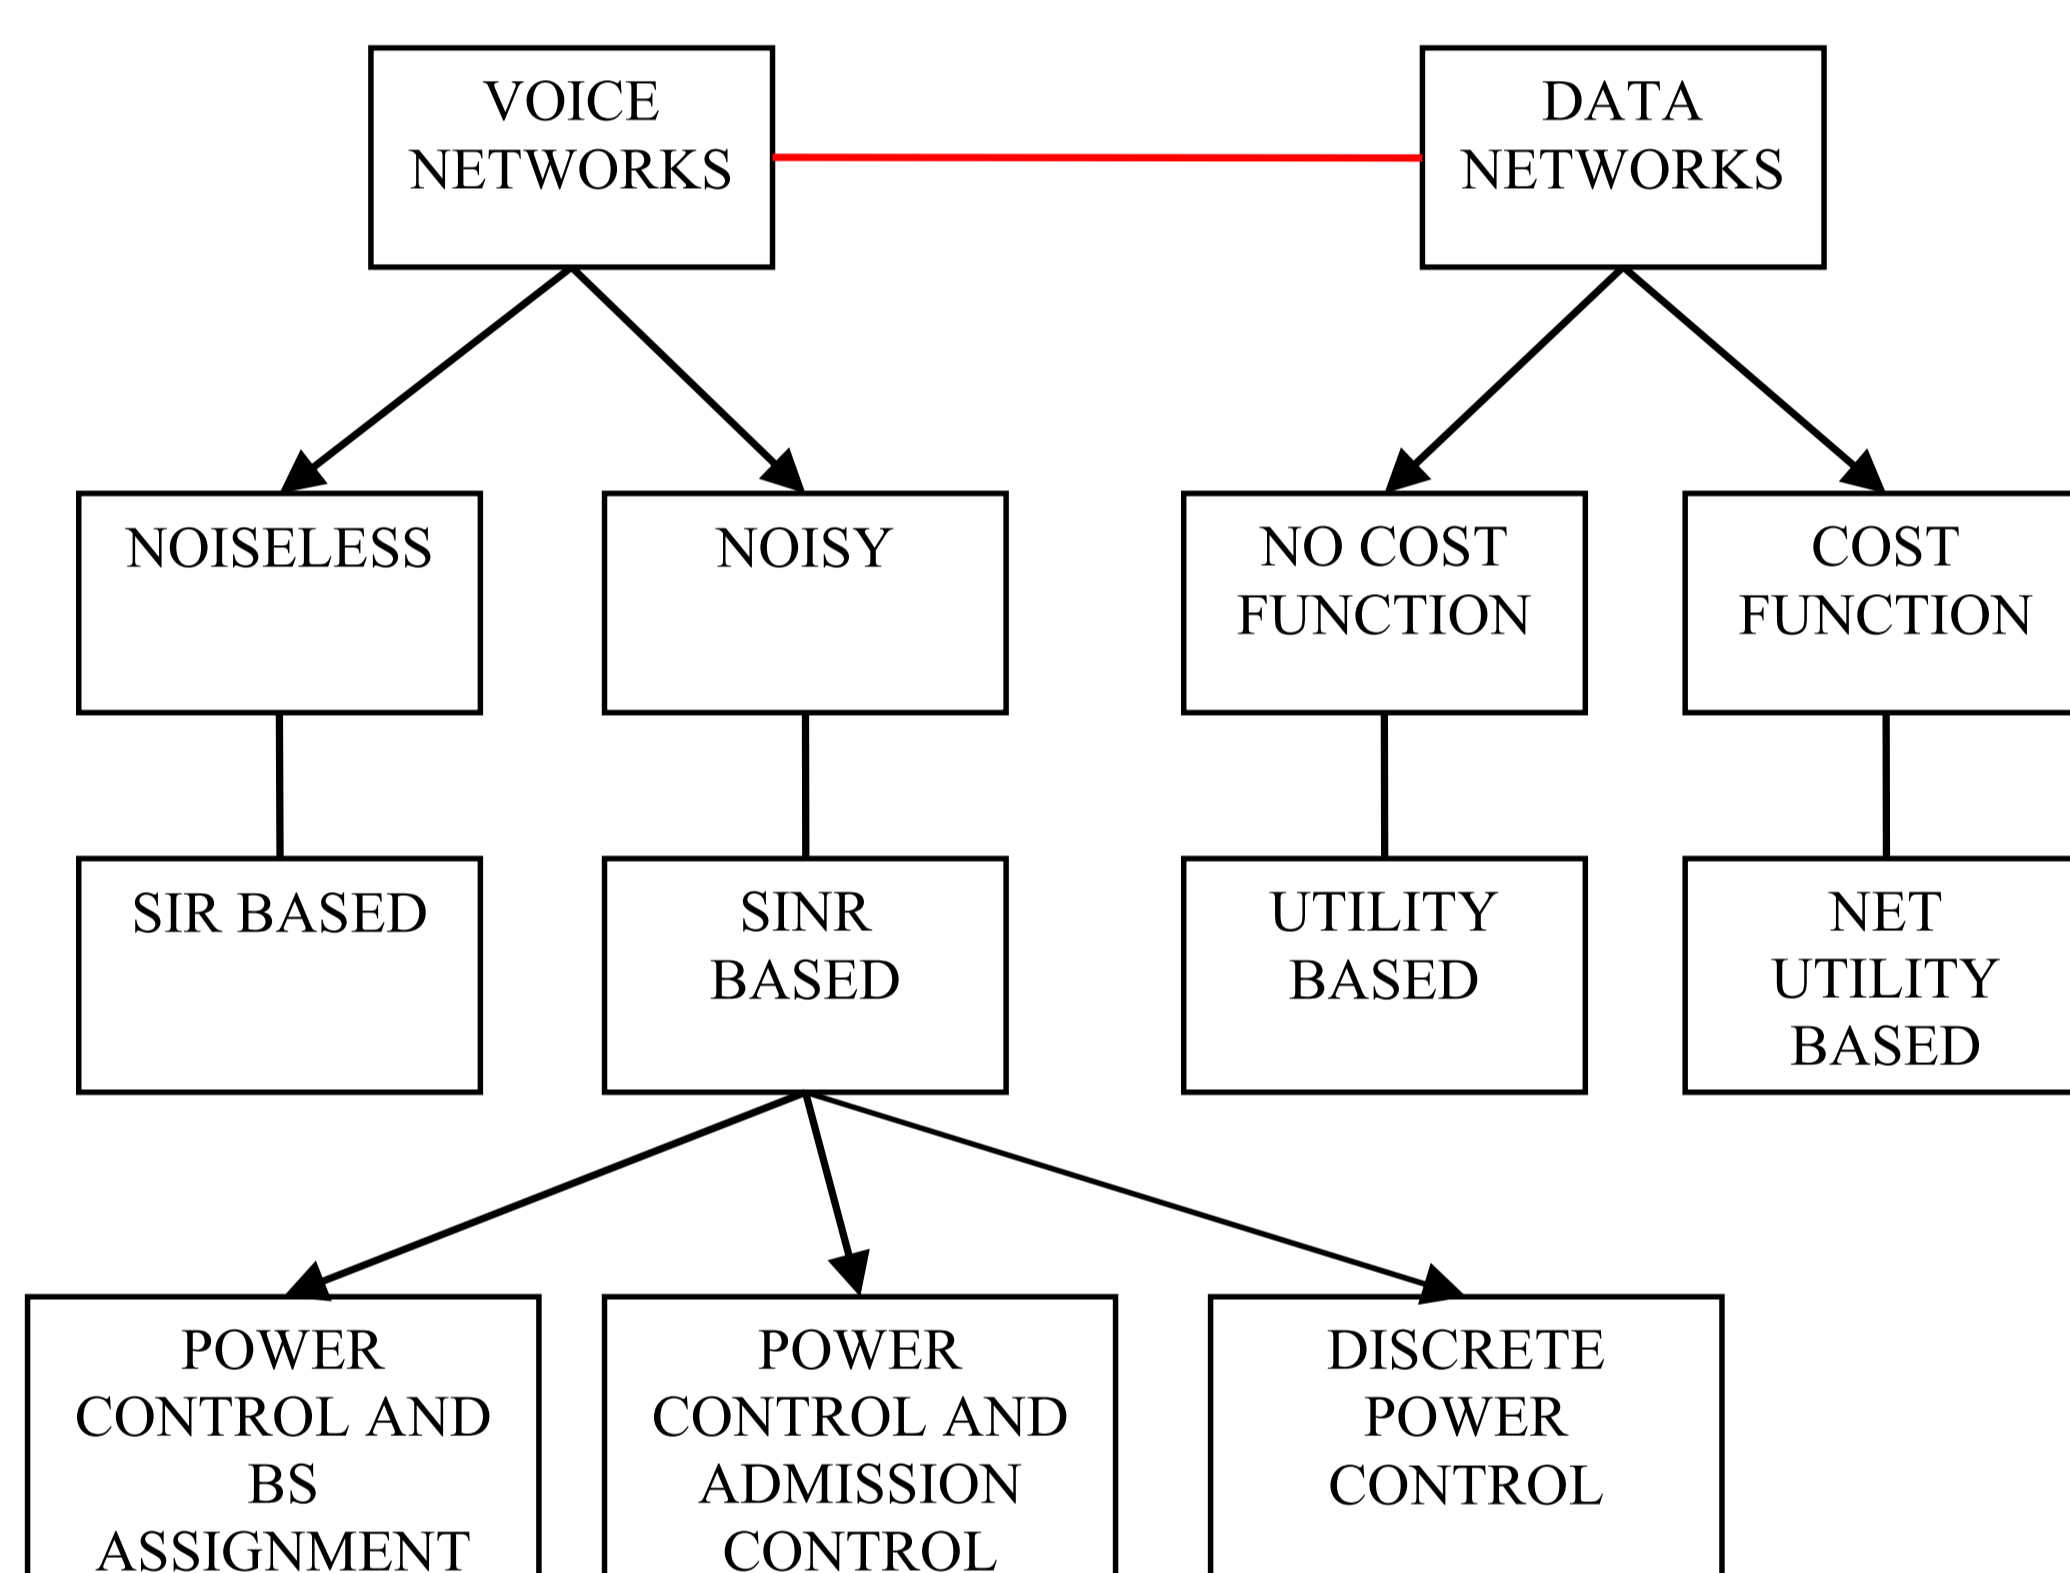 VOICE
NETWORKS
DATA
NETWORKS
NOISELESS
NOISY
NO COST
FUNCTION
COST
FUNCTION
SIR BASED
SINR
BASED
UTILITY
BASED
NET
UTILITY
BASED
POWER
CONTROL AND
BS
ASSIGNMENT
POWER
CONTROL AND
ADMISSION
CONTROL
DISCRETE
POWER
CONTROL